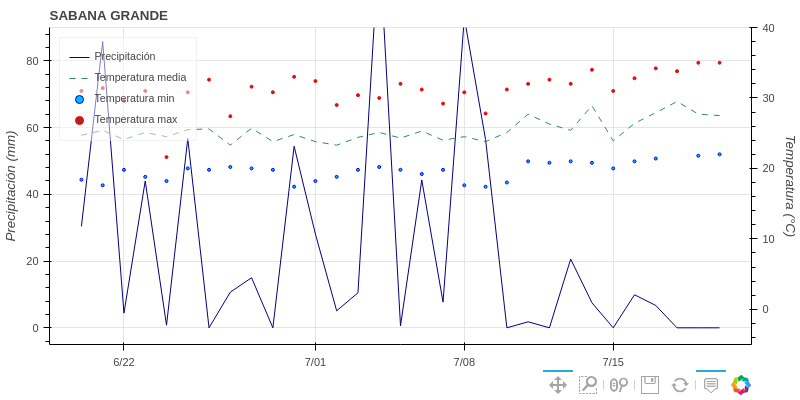 SABANA GRANDE
Precipitación
Temperatura media
Temperatura min
Temperatura max
Precipitación (mm)
80
60
40
20
0
Temperatura (°C)
40
30
20
10
0
6/22
7/01
7/08
7/15